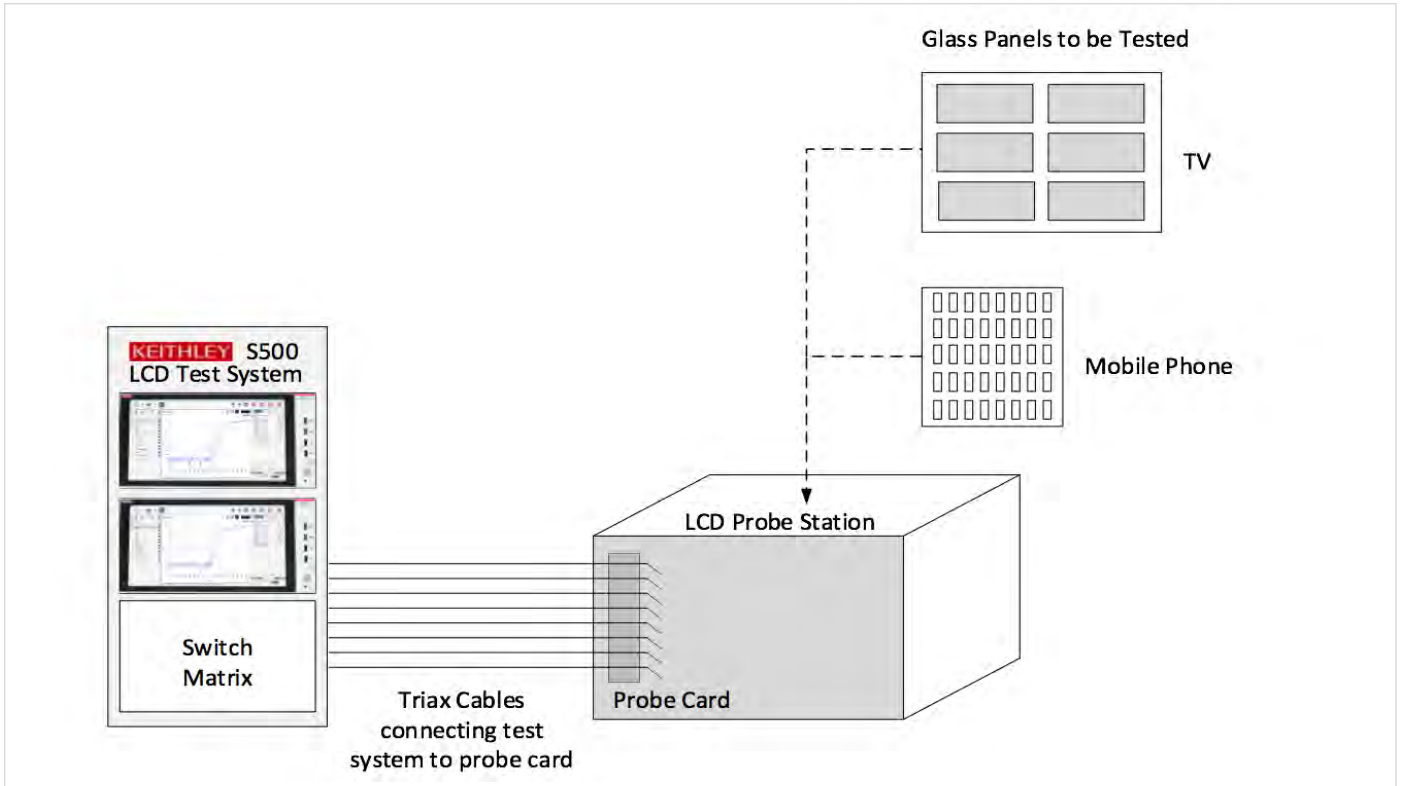 Glass Panels to be Tested
TV
Mobile Phone
KEITHLEY S500
LCD Test System
Switch
Matrix
LCD Probe Station
Probe Card
Triax Cables
connecting test
system to probe card